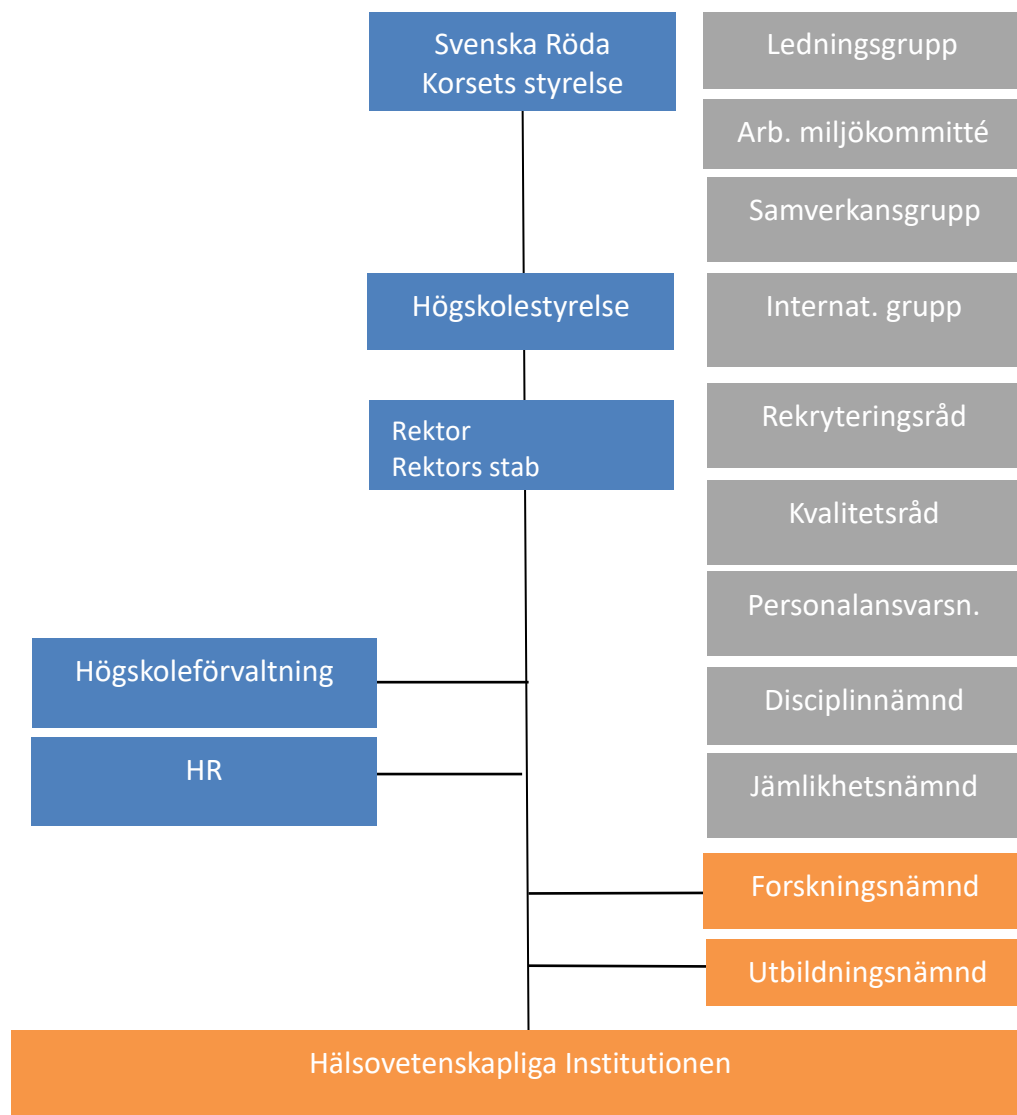 Svenska Röda
Korsets styrelse
Högskolestyrelse
Rektor
Rektors stab
Högskoleförvaltning
HR
Ledningsgrupp
Arb. miljökommitté
Samverkansgrupp
Internat. grupp
Rekryteringsråd
Kvalitetsråd
Personalansvarsn.
Disciplinnämnd
Jämlikhetsnämnd
Forskningsnämnd
Utbildningsnämnd
Hälsovetenskapliga Institutionen